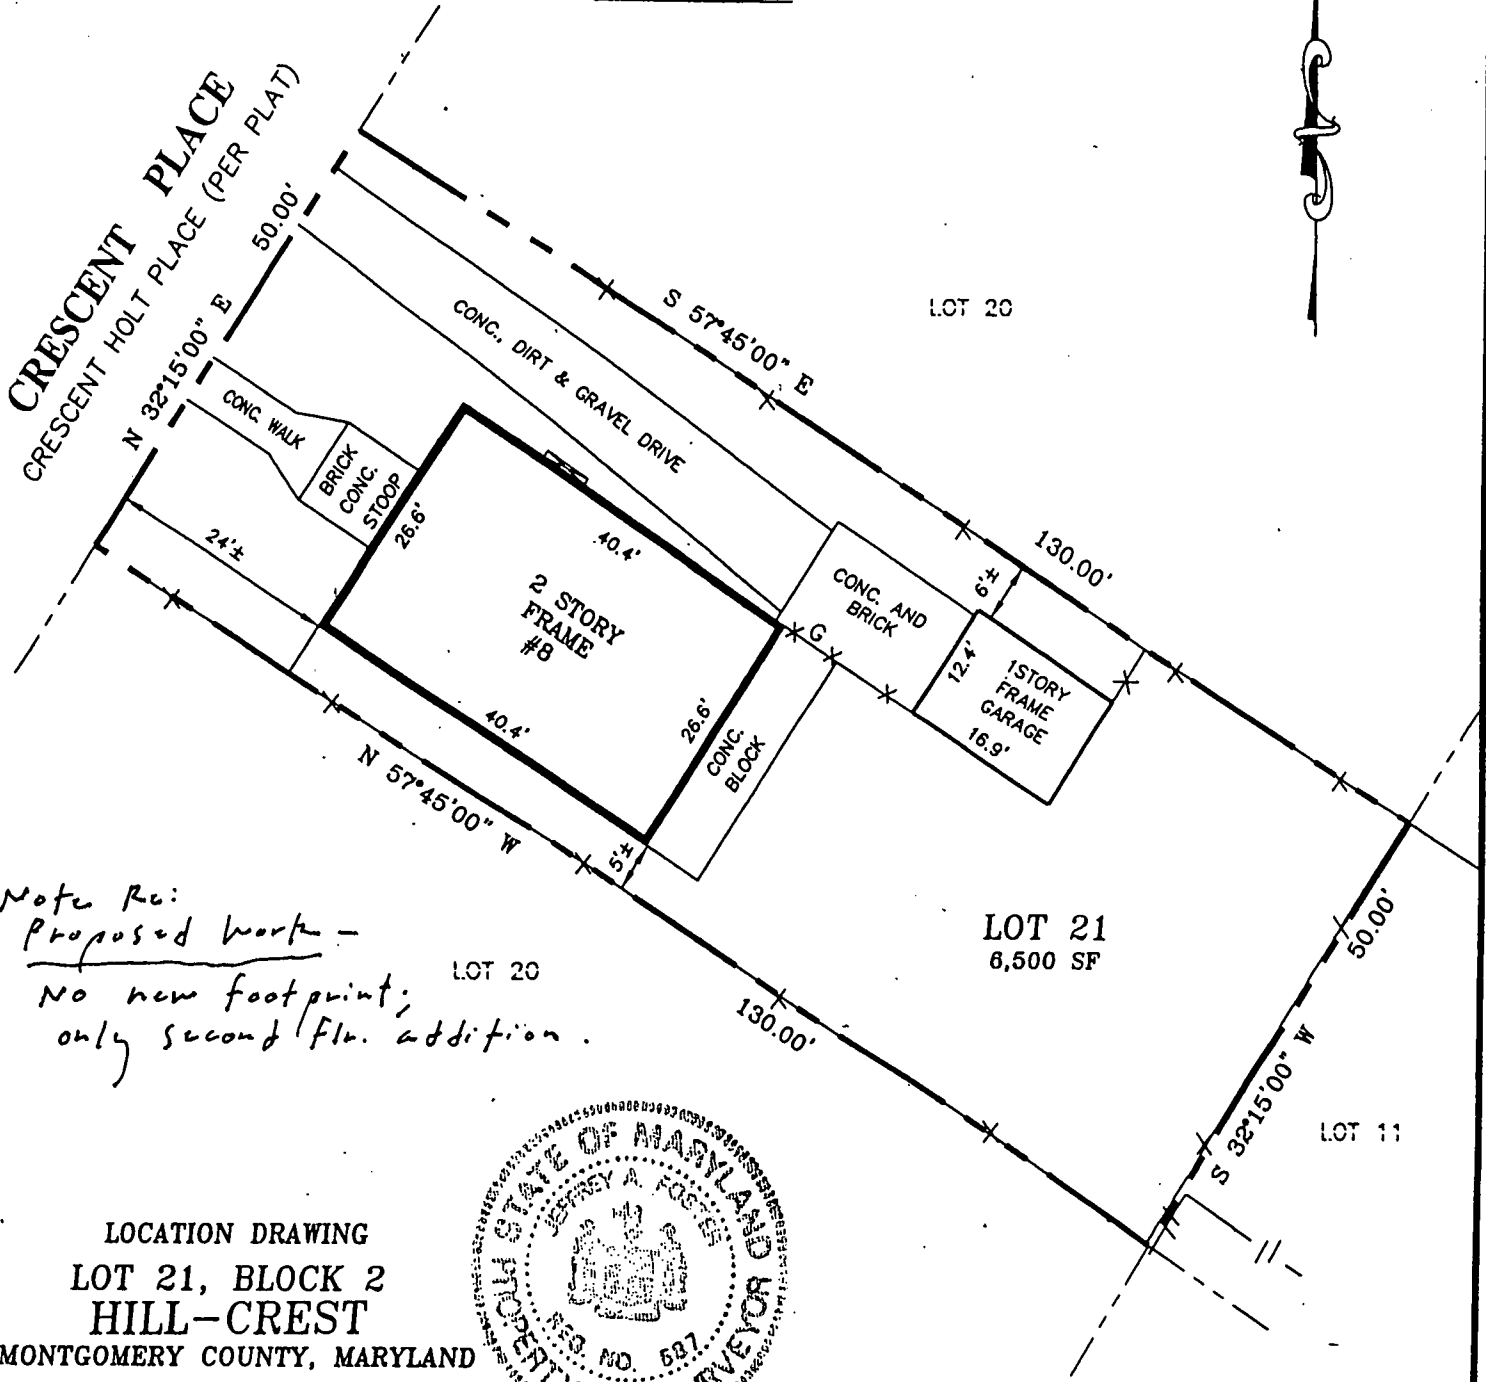 CRESCENT PLACE
CRESCENT HOLT PLACE (PER PLAT)
N 32°15'00" E
50.00'
S 57°45'00" E
130.00'
LOT 20
CONC., DIRT & GRAVEL DRIVE
CONC. WALK
BRICK
CONC.
STOOP
24'±
26.6'
40.4'
2 STORY
FRAME
#8
40.4'
26.6'
G
CONC. AND
BRICK
6'±
12.4'
1STORY
FRAME
GARAGE
16.9'
CONC.
BLOCK
5'±
N 57°45'00" W
130.00'
LOT 21
6,500 SF
50.00'
S 32°15'00" W
LOT 11
LOT 20
Note Re:
Proposed Work -
No new footprint;
only second flr. addition.
LOCATION DRAWING
LOT 21, BLOCK 2
HILL-CREST
MONTGOMERY COUNTY, MARYLAND
STATE OF MARYLAND
JEFFREY A. FOSTER
REG. NO. 587